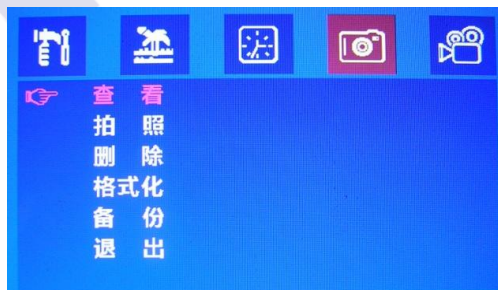 查 看
拍 照
删 除
格式化
备 份
退 出